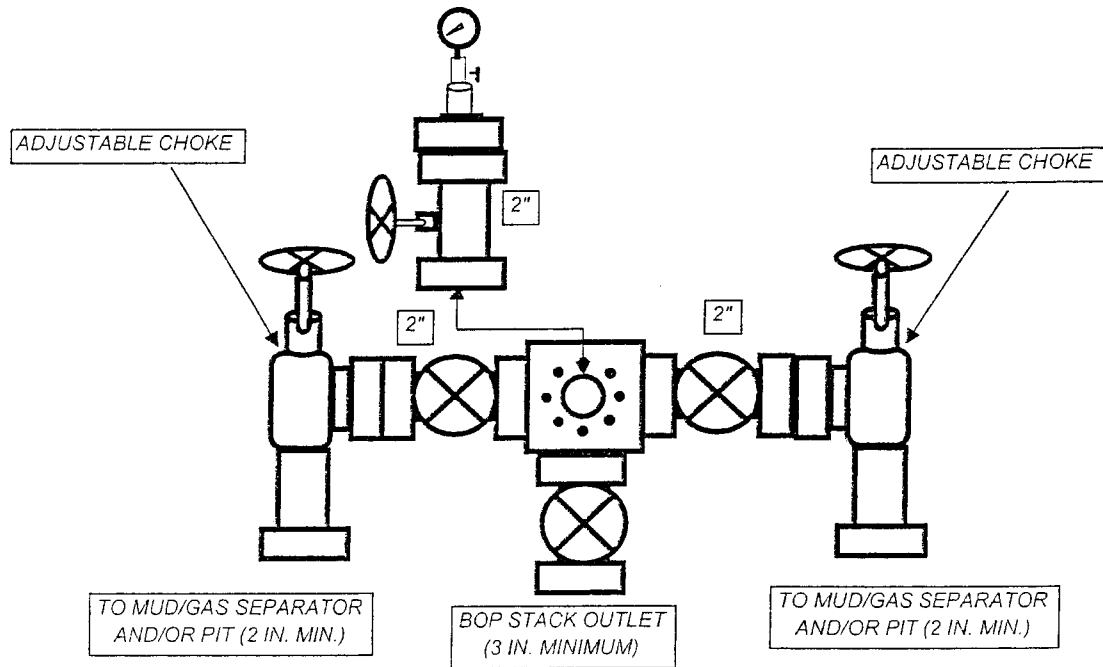 ADJUSTABLE CHOKE
ADJUSTABLE CHOKE
2"
2"
2"
TO MUD/GAS SEPARATOR
AND/OR PIT (2 IN. MIN.)
BOP STACK OUTLET
(3 IN. MINIMUM)
TO MUD/GAS SEPARATOR
AND/OR PIT (2 IN. MIN.)